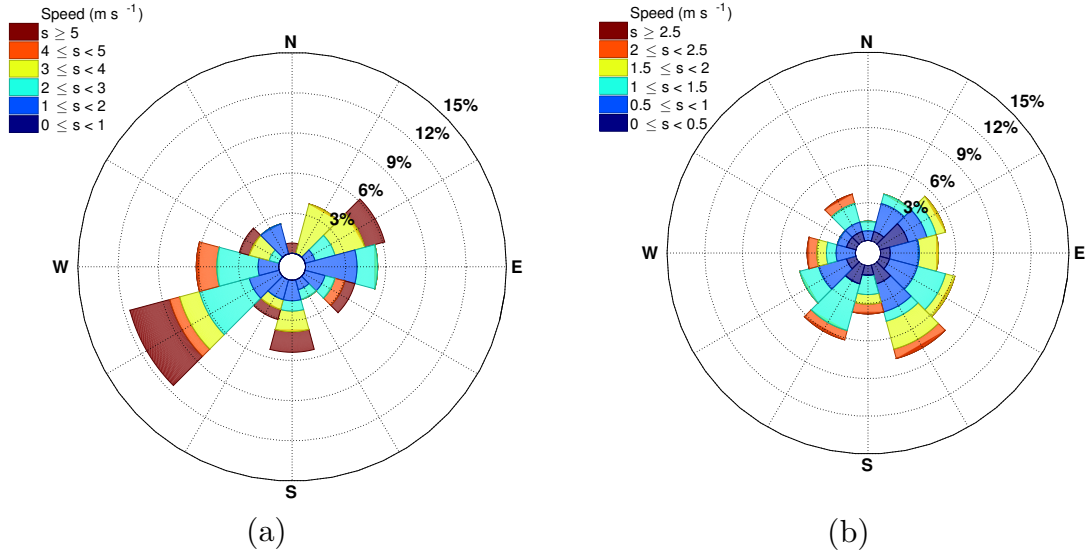 Speed (m s⁻¹)
s ≥ 5
4 ≤ s < 5
3 ≤ s < 4
2 ≤ s < 3
1 ≤ s < 2
0 ≤ s < 1
N
15%
12%
9%
6%
3%
W
E
S
(a)
Speed (m s⁻¹)
s ≥ 2.5
2 ≤ s < 2.5
1.5 ≤ s < 2
1 ≤ s < 1.5
0.5 ≤ s < 1
0 ≤ s < 0.5
N
15%
12%
9%
6%
3%
W
E
S
(b)